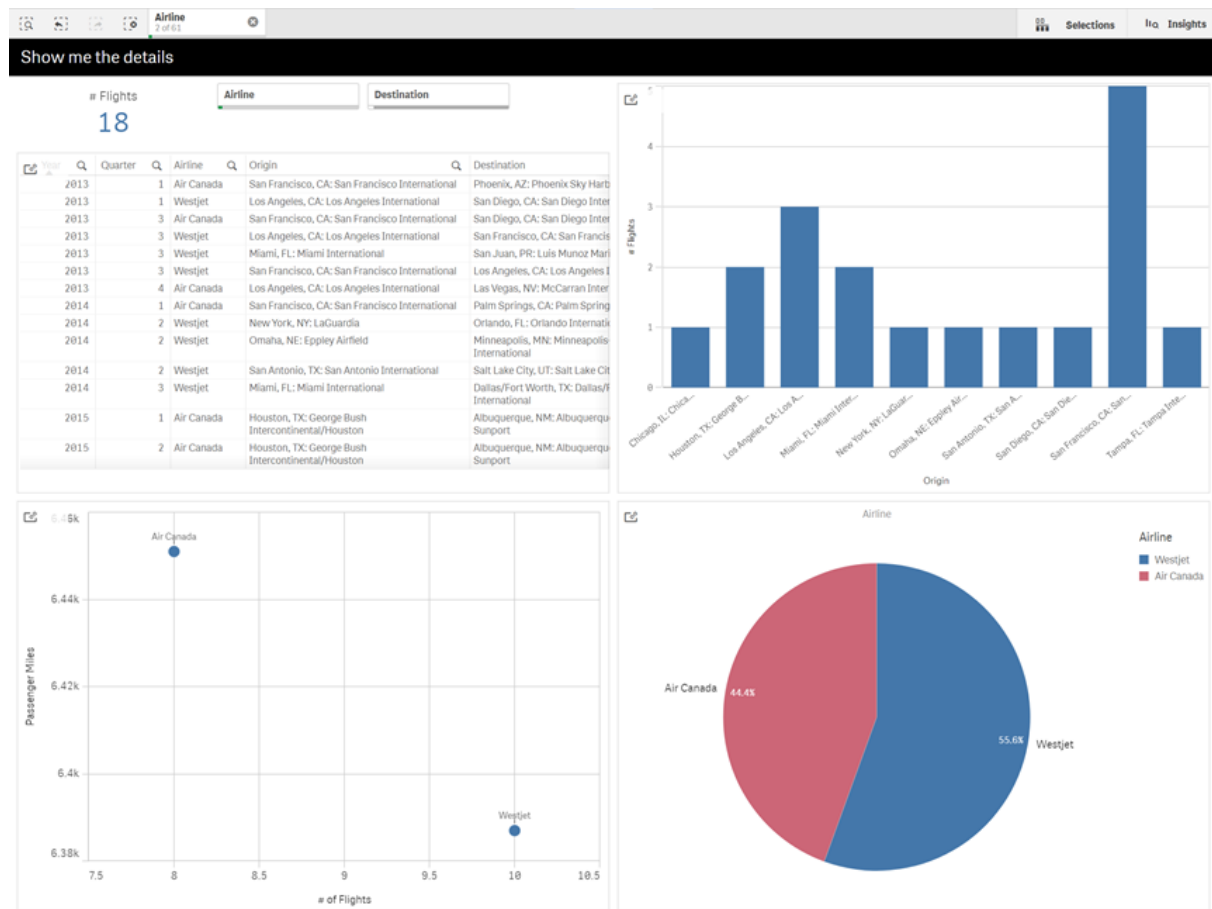 Airline
2 of 61
Selections
Insights
Show me the details
# Flights
18
Airline
Destination
Year Quarter Airline Origin Destination
2013 1 Air Canada San Francisco, CA: San Francisco International Phoenix, AZ: Phoenix Sky Harb
2013 1 Westjet Los Angeles, CA: Los Angeles International San Diego, CA: San Diego Inter
2013 3 Air Canada San Francisco, CA: San Francisco International San Diego, CA: San Diego Inter
2013 3 Westjet Los Angeles, CA: Los Angeles International San Francisco, CA: San Francis
2013 3 Westjet Miami, FL: Miami International San Juan, PR: Luis Munoz Mari
2013 3 Westjet San Francisco, CA: San Francisco International Los Angeles, CA: Los Angeles I
2013 4 Air Canada Los Angeles, CA: Los Angeles International Las Vegas, NV: McCarran Inter
2014 1 Air Canada San Francisco, CA: San Francisco International Palm Springs, CA: Palm Spring
2014 2 Westjet New York, NY: LaGuardia Orlando, FL: Orlando Internati
2014 2 Westjet Omaha, NE: Eppley Airfield Minneapolis, MN: Minneapolis-
International
2014 2 Westjet San Antonio, TX: San Antonio International Salt Lake City, UT: Salt Lake Cit
2014 3 Westjet Miami, FL: Miami International Dallas/Fort Worth, TX: Dallas/F
International
2015 1 Air Canada Houston, TX: George Bush Albuquerque, NM: Albuquerqu
Intercontinental/Houston Sunport
2015 2 Air Canada Houston, TX: George Bush Albuquerque, NM: Albuquerqu
Intercontinental/Houston Sunport
# Flights
5
4
3
2
1
0
Chicago, IL: Chica...
Houston, TX: George B...
Los Angeles, CA: Los A...
Miami, FL: Miami Inter...
New York, NY: LaGuar...
Omaha, NE: Eppley Air...
San Antonio, TX: San A...
San Diego, CA: San Die...
San Francisco, CA: San...
Tampa, FL: Tampa Inte...
Origin
Passenger Miles
6.44k
6.42k
6.4k
6.38k
Air Canada
Westjet
7.5 8 8.5 9 9.5 10 10.5
# of Flights
Airline
Airline
Westjet
Air Canada
Air Canada
44.4%
55.6%
Westjet